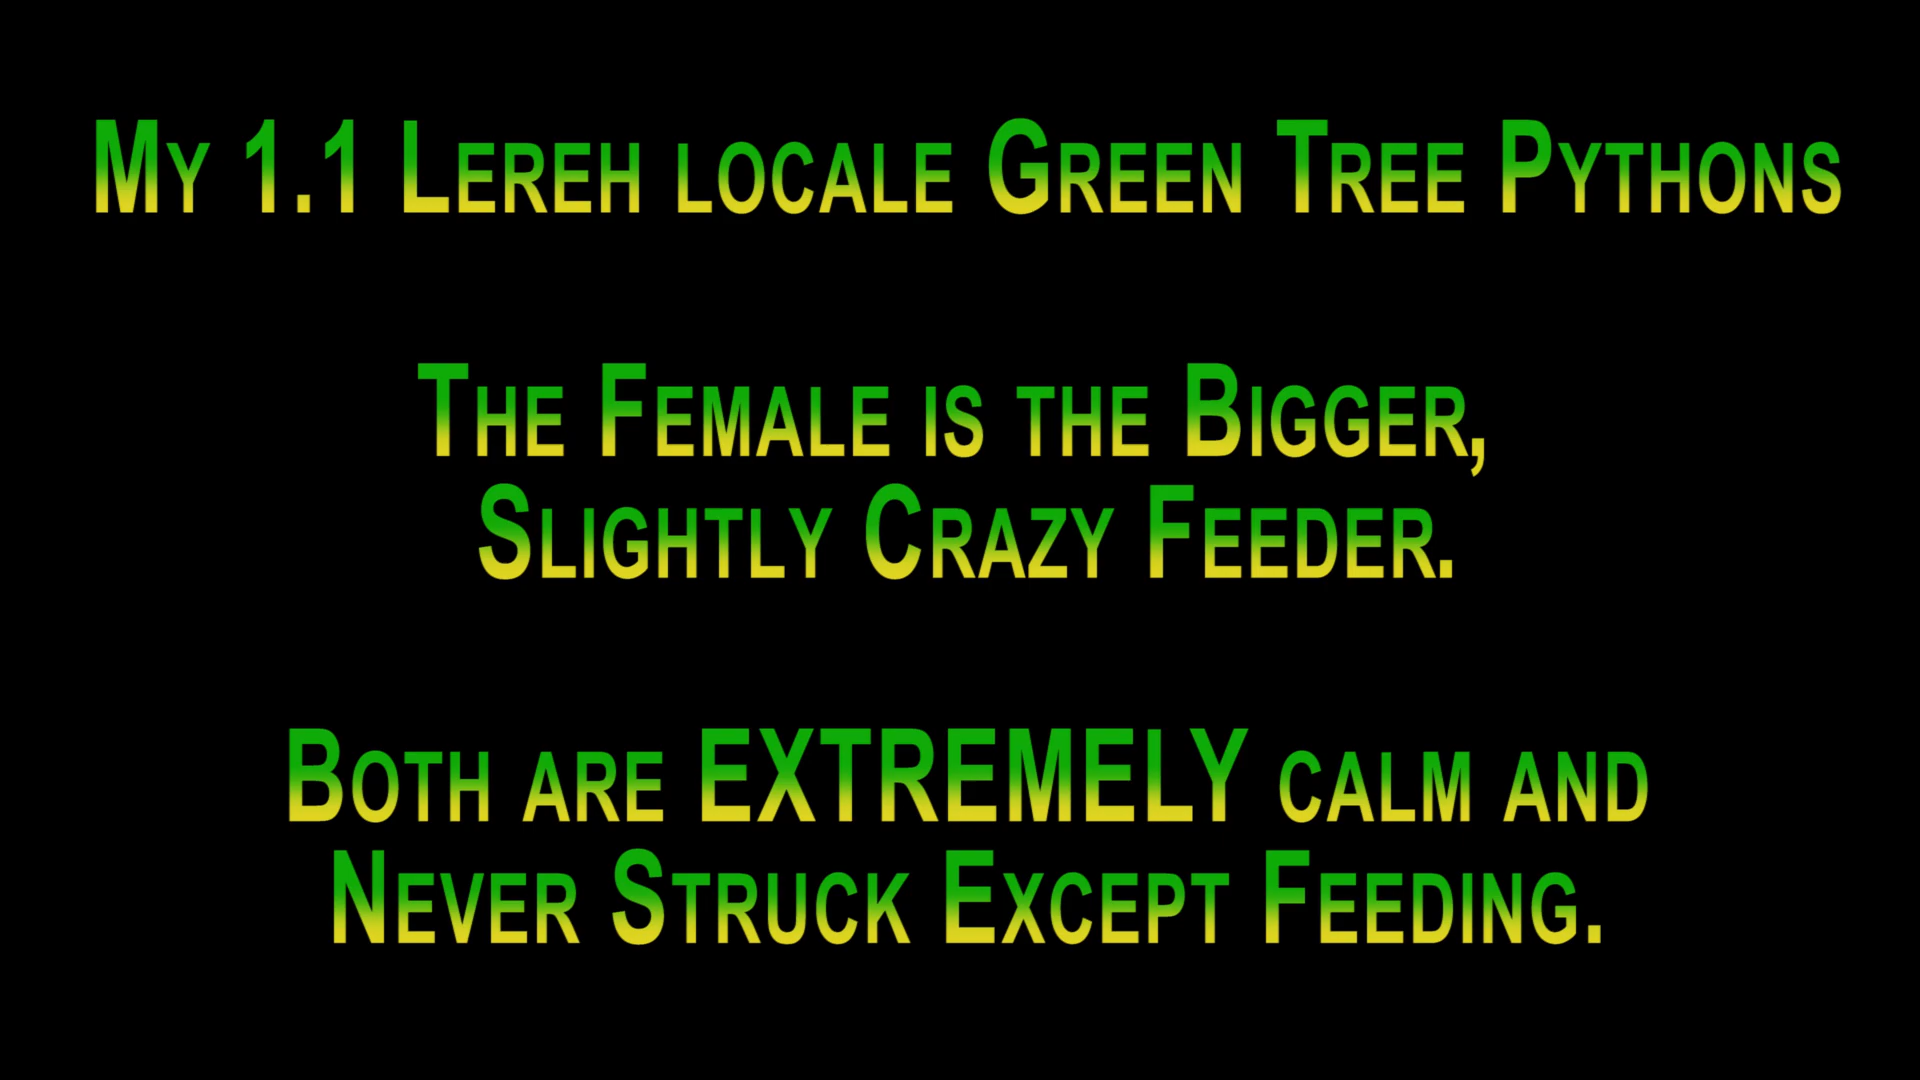 My 1.1 Lereh locale Green Tree Pythons
The Female is the Bigger,
Slightly Crazy Feeder.
Both are EXTREMELY calm and
Never Struck Except Feeding.